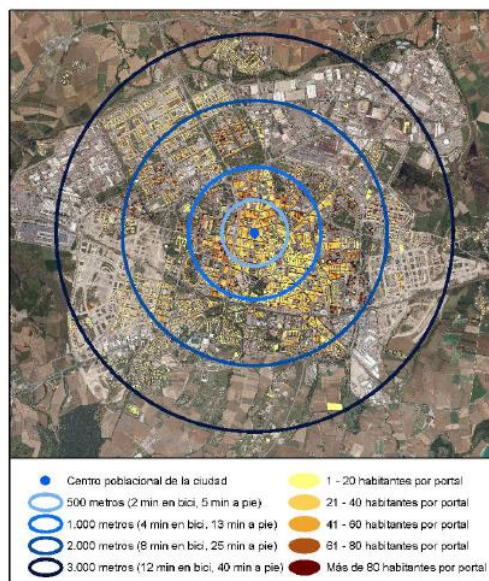 Centro poblacional de la ciudad
500 metros (2 min en bici, 5 min a pie)
1.000 metros (4 min en bici, 13 min a pie)
2.000 metros (8 min en bici, 25 min a pie)
3.000 metros (12 min en bici, 40 min a pie)
1 - 20 habitantes por portal
21 - 40 habitantes por portal
41 - 60 habitantes por portal
61 - 80 habitantes por portal
Más de 80 habitantes por portal